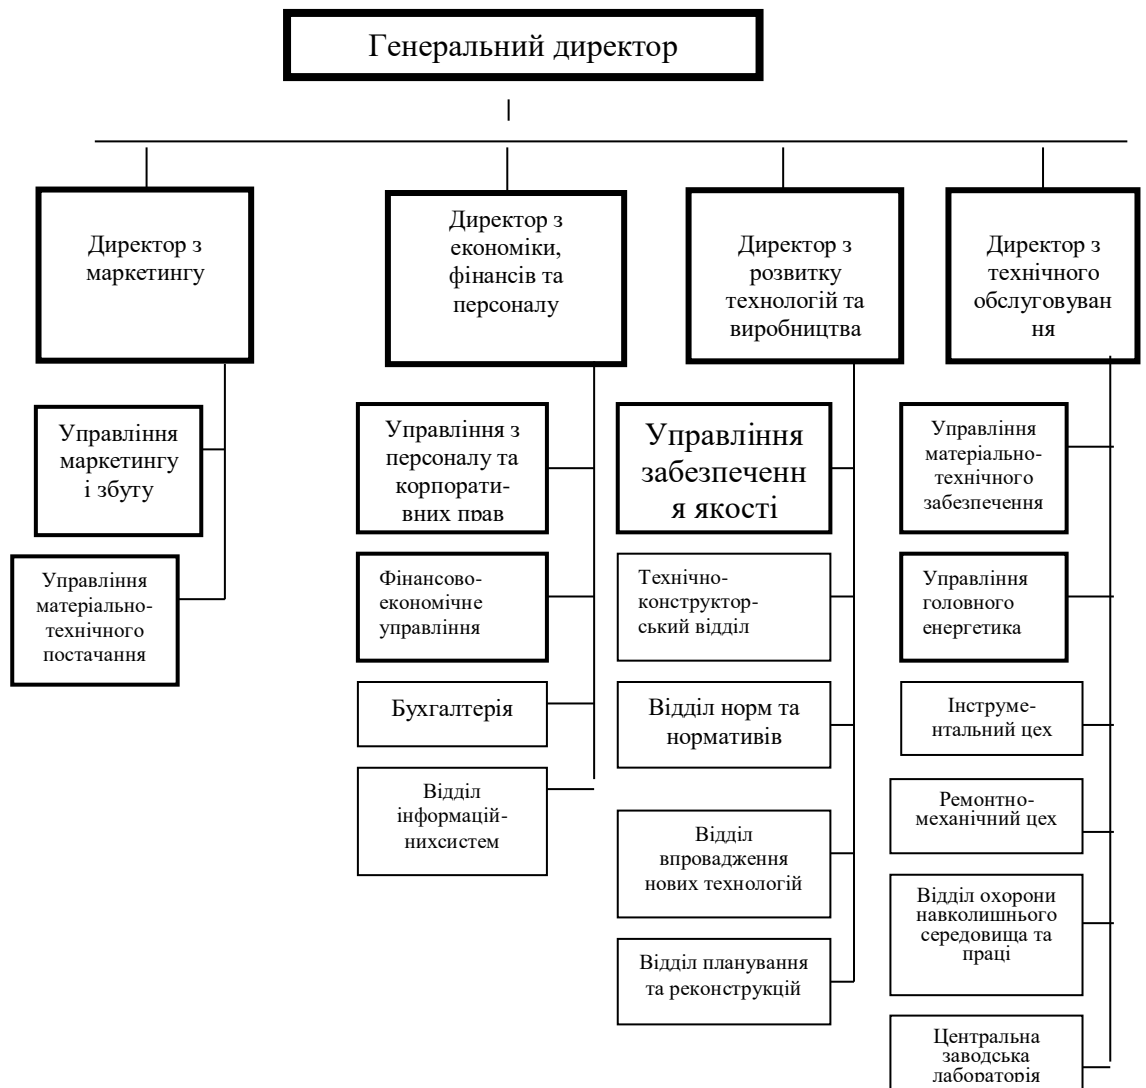 Генеральний директор
Директор з
маркетингу
Директор з
економіки,
фінансів та
персоналу
Директор з
розвитку
технологій та
виробництва
Директор з
технічного
обслуговуван
ня
Управління
маркетингу
і збуту
Управління
матеріально-
технічного
постачання
Управління з
персоналу та
корпорати-
вних прав
Фінансово-
економічне
управління
Бухгалтерія
Відділ
інформацій-
нихсистем
Управління
забезпеченн
я якості
Технічно-
конструктор-
ський відділ
Відділ норм та
нормативів
Відділ
впровадження
нових технологій
Відділ планування
та реконструкцій
Управління
матеріально-
технічного
забезпечення
Управління
головного
енергетика
Інструме-
нтальний цех
Ремонтно-
механічний цех
Відділ охорони
навколишнього
середовища та
праці
Центральна
заводська
лабораторія